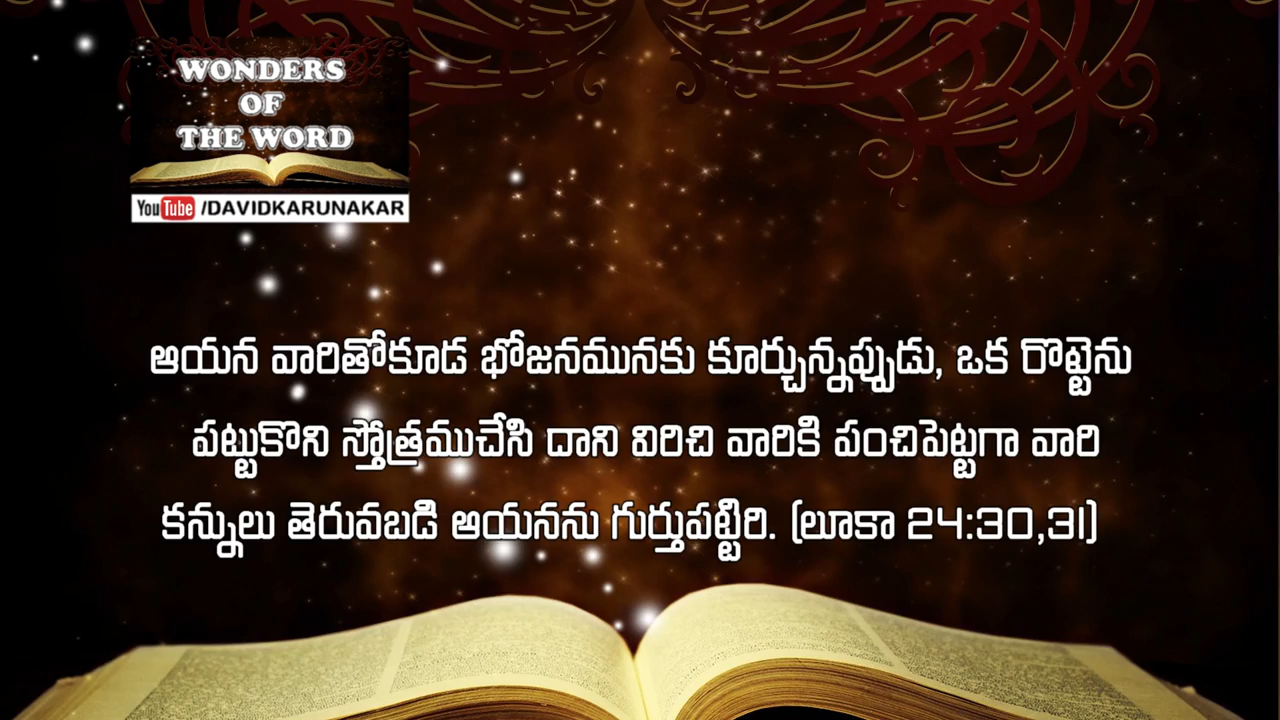 WONDERS
OF
THE WORD
YouTube /DAVIDKARUNAKAR
ఆయన వారితోకూడ భోజనమునకు కూర్చున్నప్పుడు, ఒక రొట్టెను
పట్టుకొని స్తోత్రముచేసి దాని విరిచి వారికి పంచిపెట్టగా వారి
కన్నులు తెరువబడి ఆయనను గుర్తుపట్టిరి. (లూకా 24:30,31)